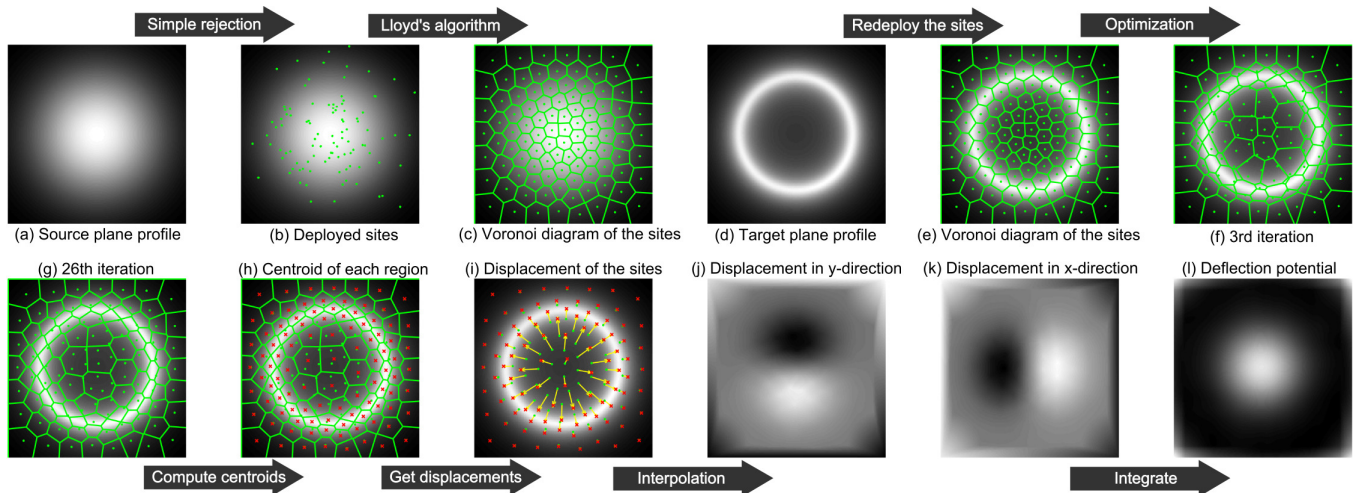 Simple rejection
Lloyd's algorithm
Redeploy the sites
Optimization
(a) Source plane profile
(b) Deployed sites
(c) Voronoi diagram of the sites
(d) Target plane profile
(e) Voronoi diagram of the sites
(f) 3rd iteration
(g) 26th iteration
(h) Centroid of each region
(i) Displacement of the sites
(j) Displacement in y-direction
(k) Displacement in x-direction
(l) Deflection potential
Compute centroids
Get displacements
Interpolation
Integrate